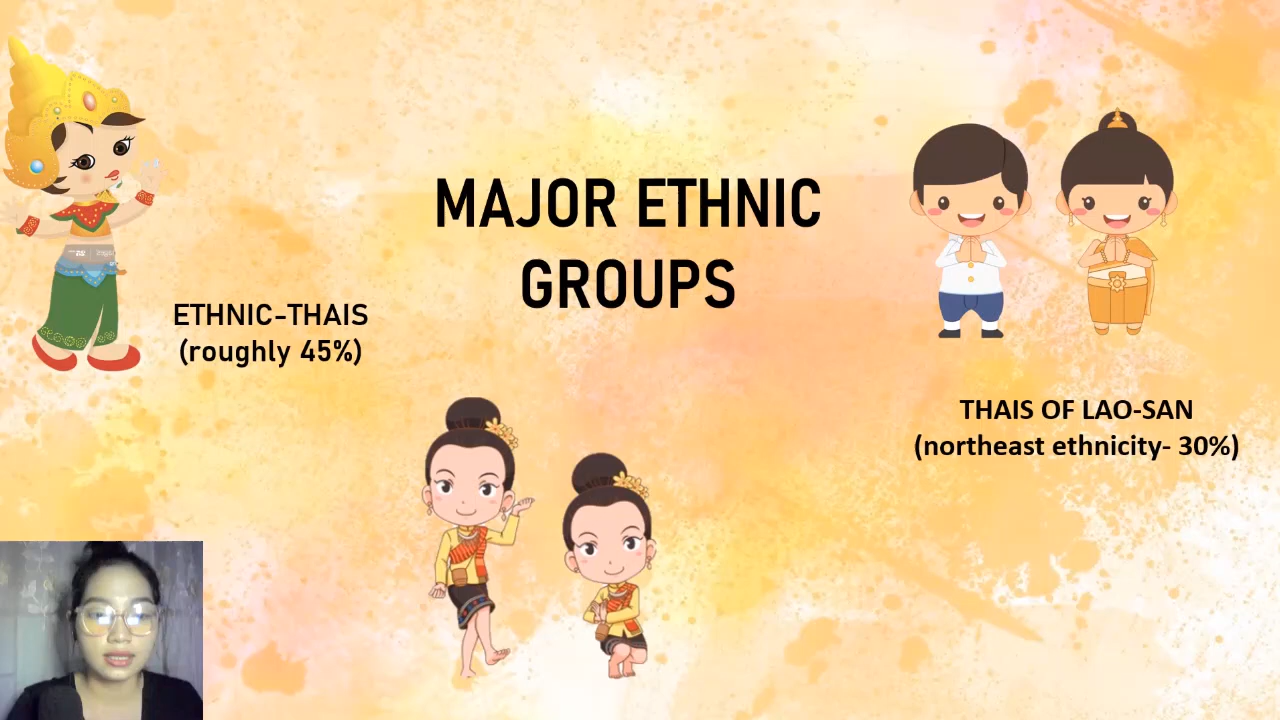 MAJOR ETHNIC
GROUPS
ETHNIC-THAIS
(roughly 45%)
THAIS OF LAO-SAN
(northeast ethnicity- 30%)